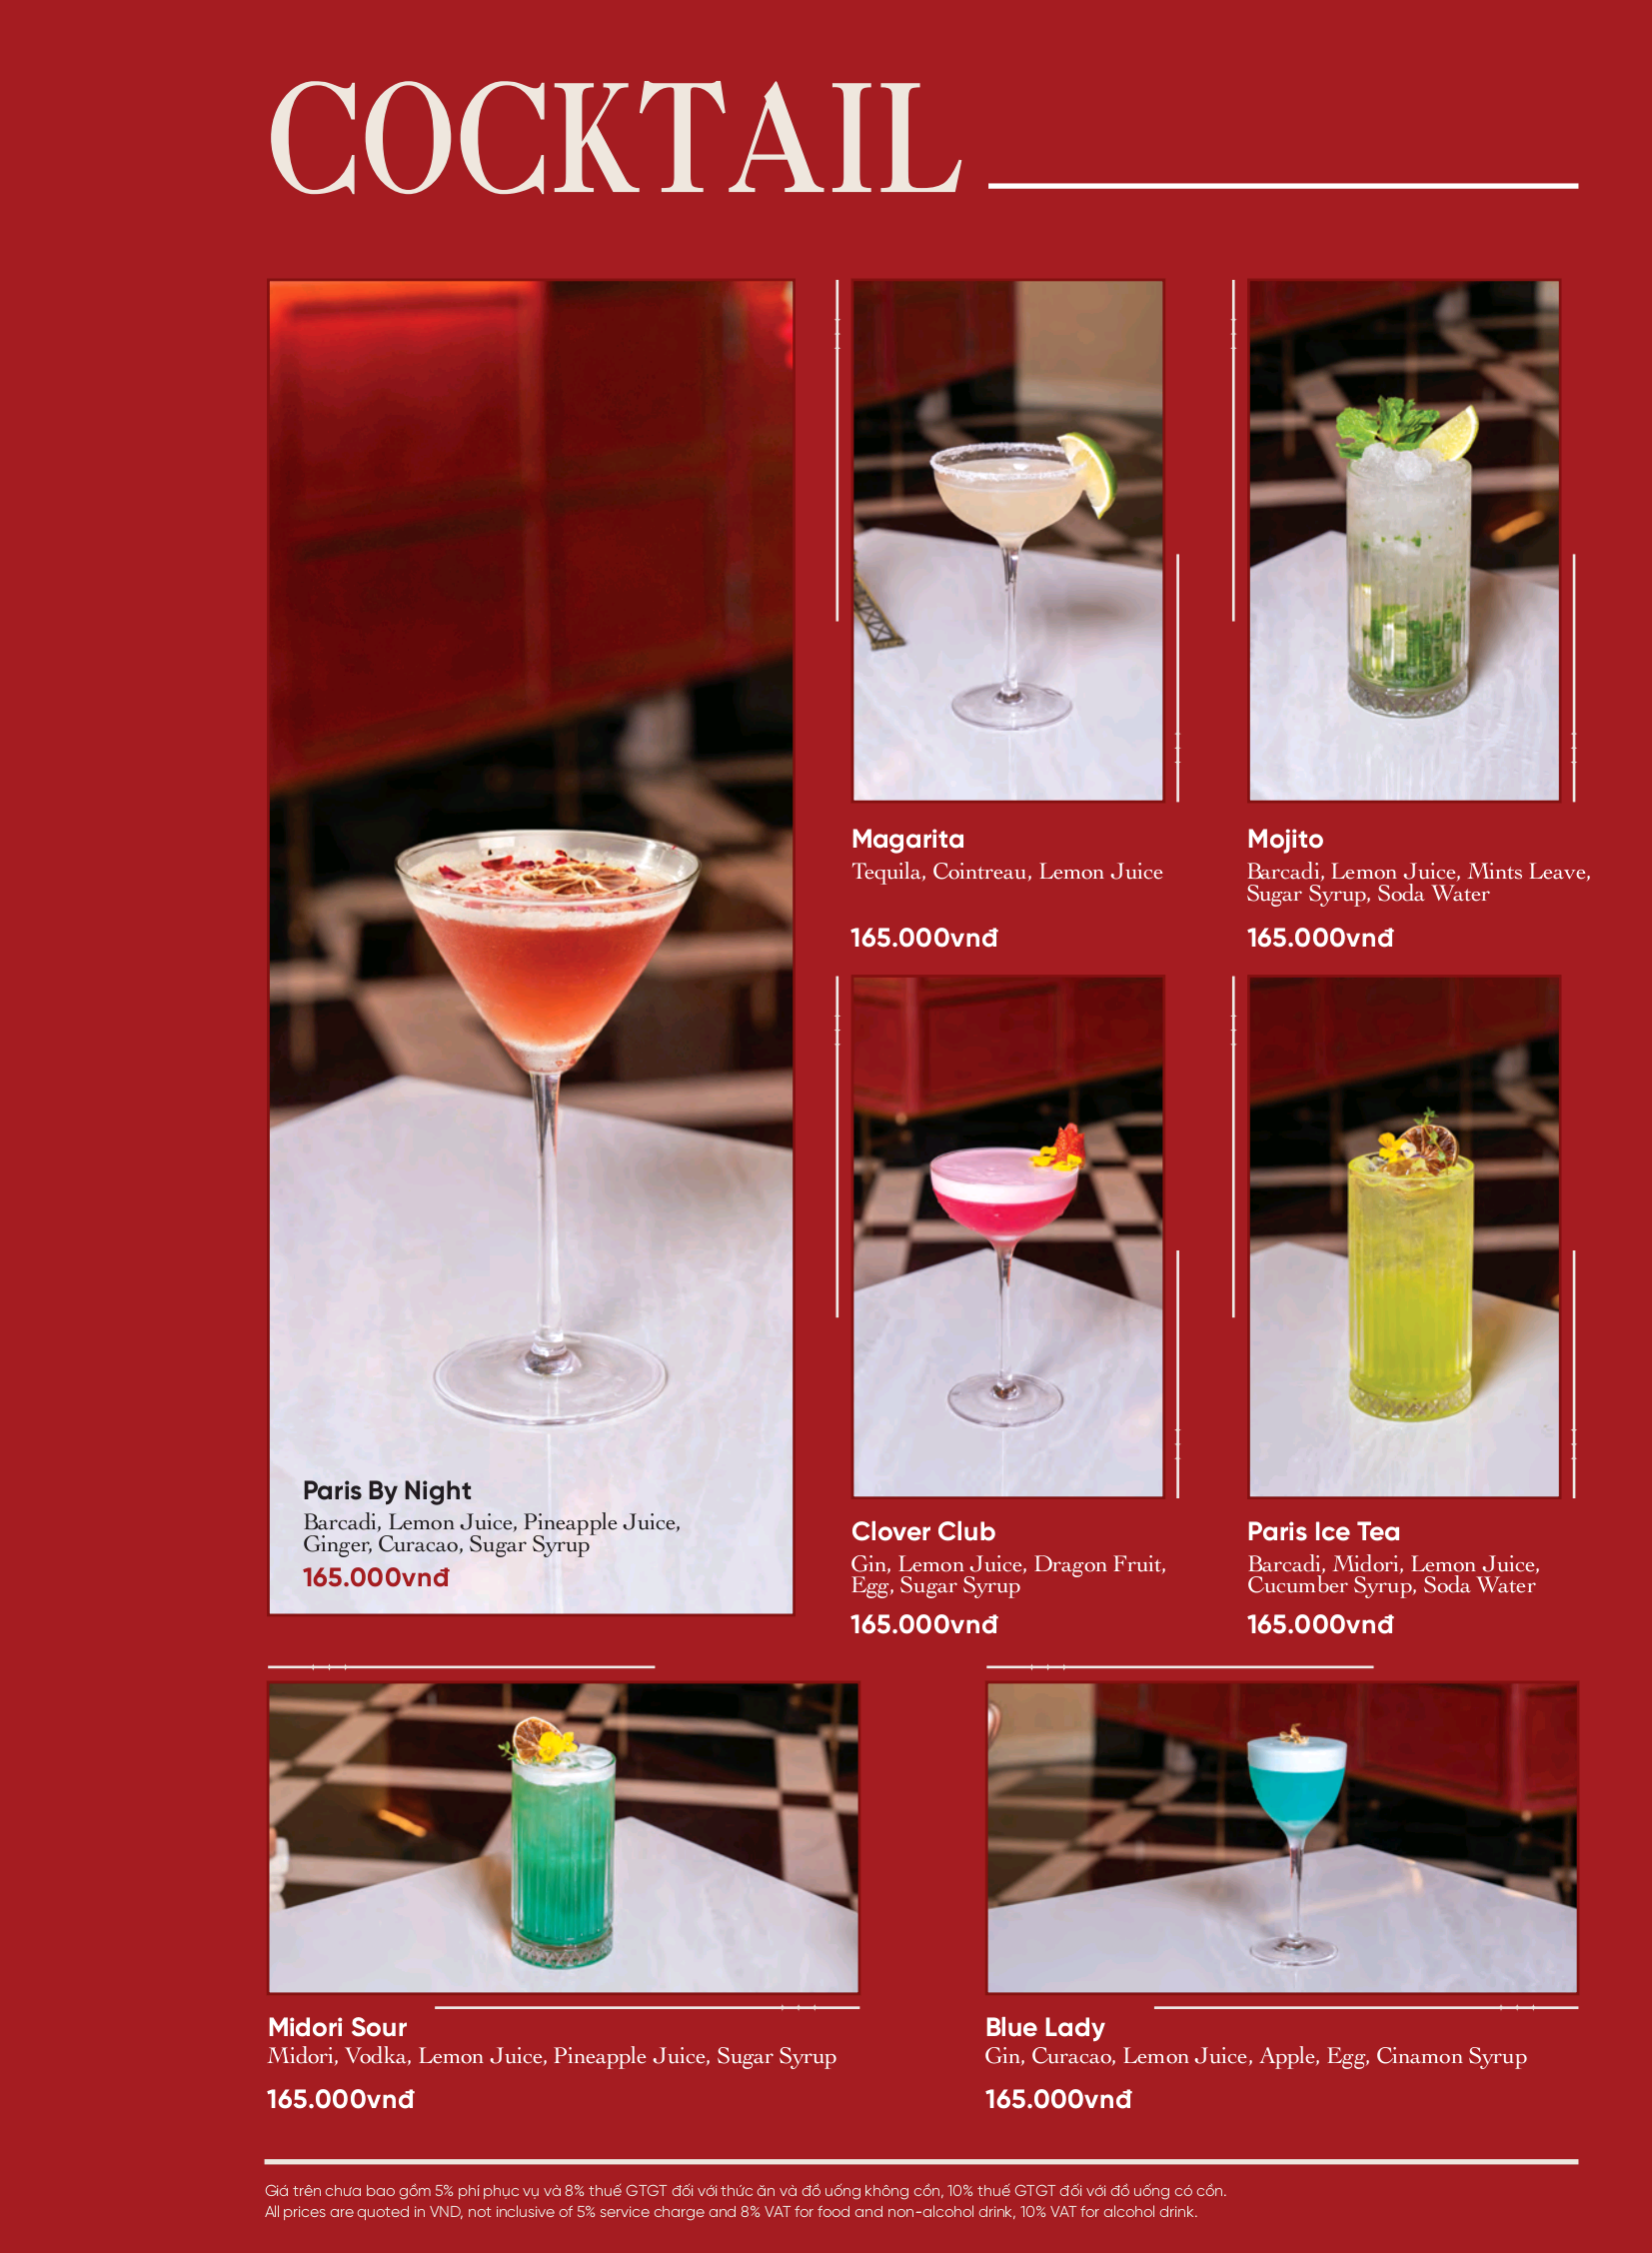 COCKTAIL
Paris By Night
Barcadi, Lemon Juice, Pineapple Juice,
Ginger, Curacao, Sugar Syrup
165.000vnđ
Magarita
Tequila, Cointreau, Lemon Juice
165.000vnđ
Mojito
Barcadi, Lemon Juice, Mints Leave,
Sugar Syrup, Soda Water
165.000vnđ
Clover Club
Gin, Lemon Juice, Dragon Fruit,
Egg, Sugar Syrup
165.000vnđ
Paris Ice Tea
Barcadi, Midori, Lemon Juice,
Cucumber Syrup, Soda Water
165.000vnđ
Midori Sour
Midori, Vodka, Lemon Juice, Pineapple Juice, Sugar Syrup
165.000vnđ
Blue Lady
Gin, Curacao, Lemon Juice, Apple, Egg, Cinamon Syrup
165.000vnđ
Giá trên chưa bao gồm 5% phí phục vụ và 8% thuế GTGT đối với thức ăn và đồ uống không cồn, 10% thuế GTGT đối với đồ uống có cồn.
All prices are quoted in VND, not inclusive of 5% service charge and 8% VAT for food and non-alcohol drink, 10% VAT for alcohol drink.